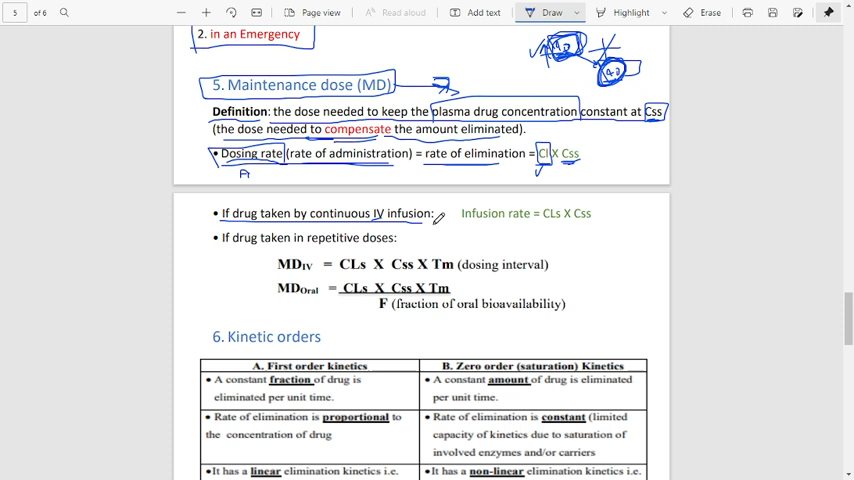 5 of 6 Page view Read aloud Add text Draw Highlight Erase
2. in an Emergency
5. Maintenance dose (MD)
Definition: the dose needed to keep the plasma drug concentration constant at Css
(the dose needed to compensate the amount eliminated).
• Dosing rate (rate of administration) = rate of elimination = Cl X Css
• If drug taken by continuous IV infusion: Infusion rate = CLs X Css
• If drug taken in repetitive doses:
MDIV = CLs X Css X Tm (dosing interval)
MDOral = CLs X Css X Tm
F (fraction of oral bioavailability)
6. Kinetic orders
A. First order kinetics B. Zero order (saturation) Kinetics
• A constant fraction of drug is • A constant amount of drug is eliminated
eliminated per unit time. per unit time.
• Rate of elimination is proportional to • Rate of elimination is constant (limited
the concentration of drug capacity of kinetics due to saturation of
involved enzymes and/or carriers
• It has a linear elimination kinetics i.e. • It has a non-linear elimination kinetics i.e.